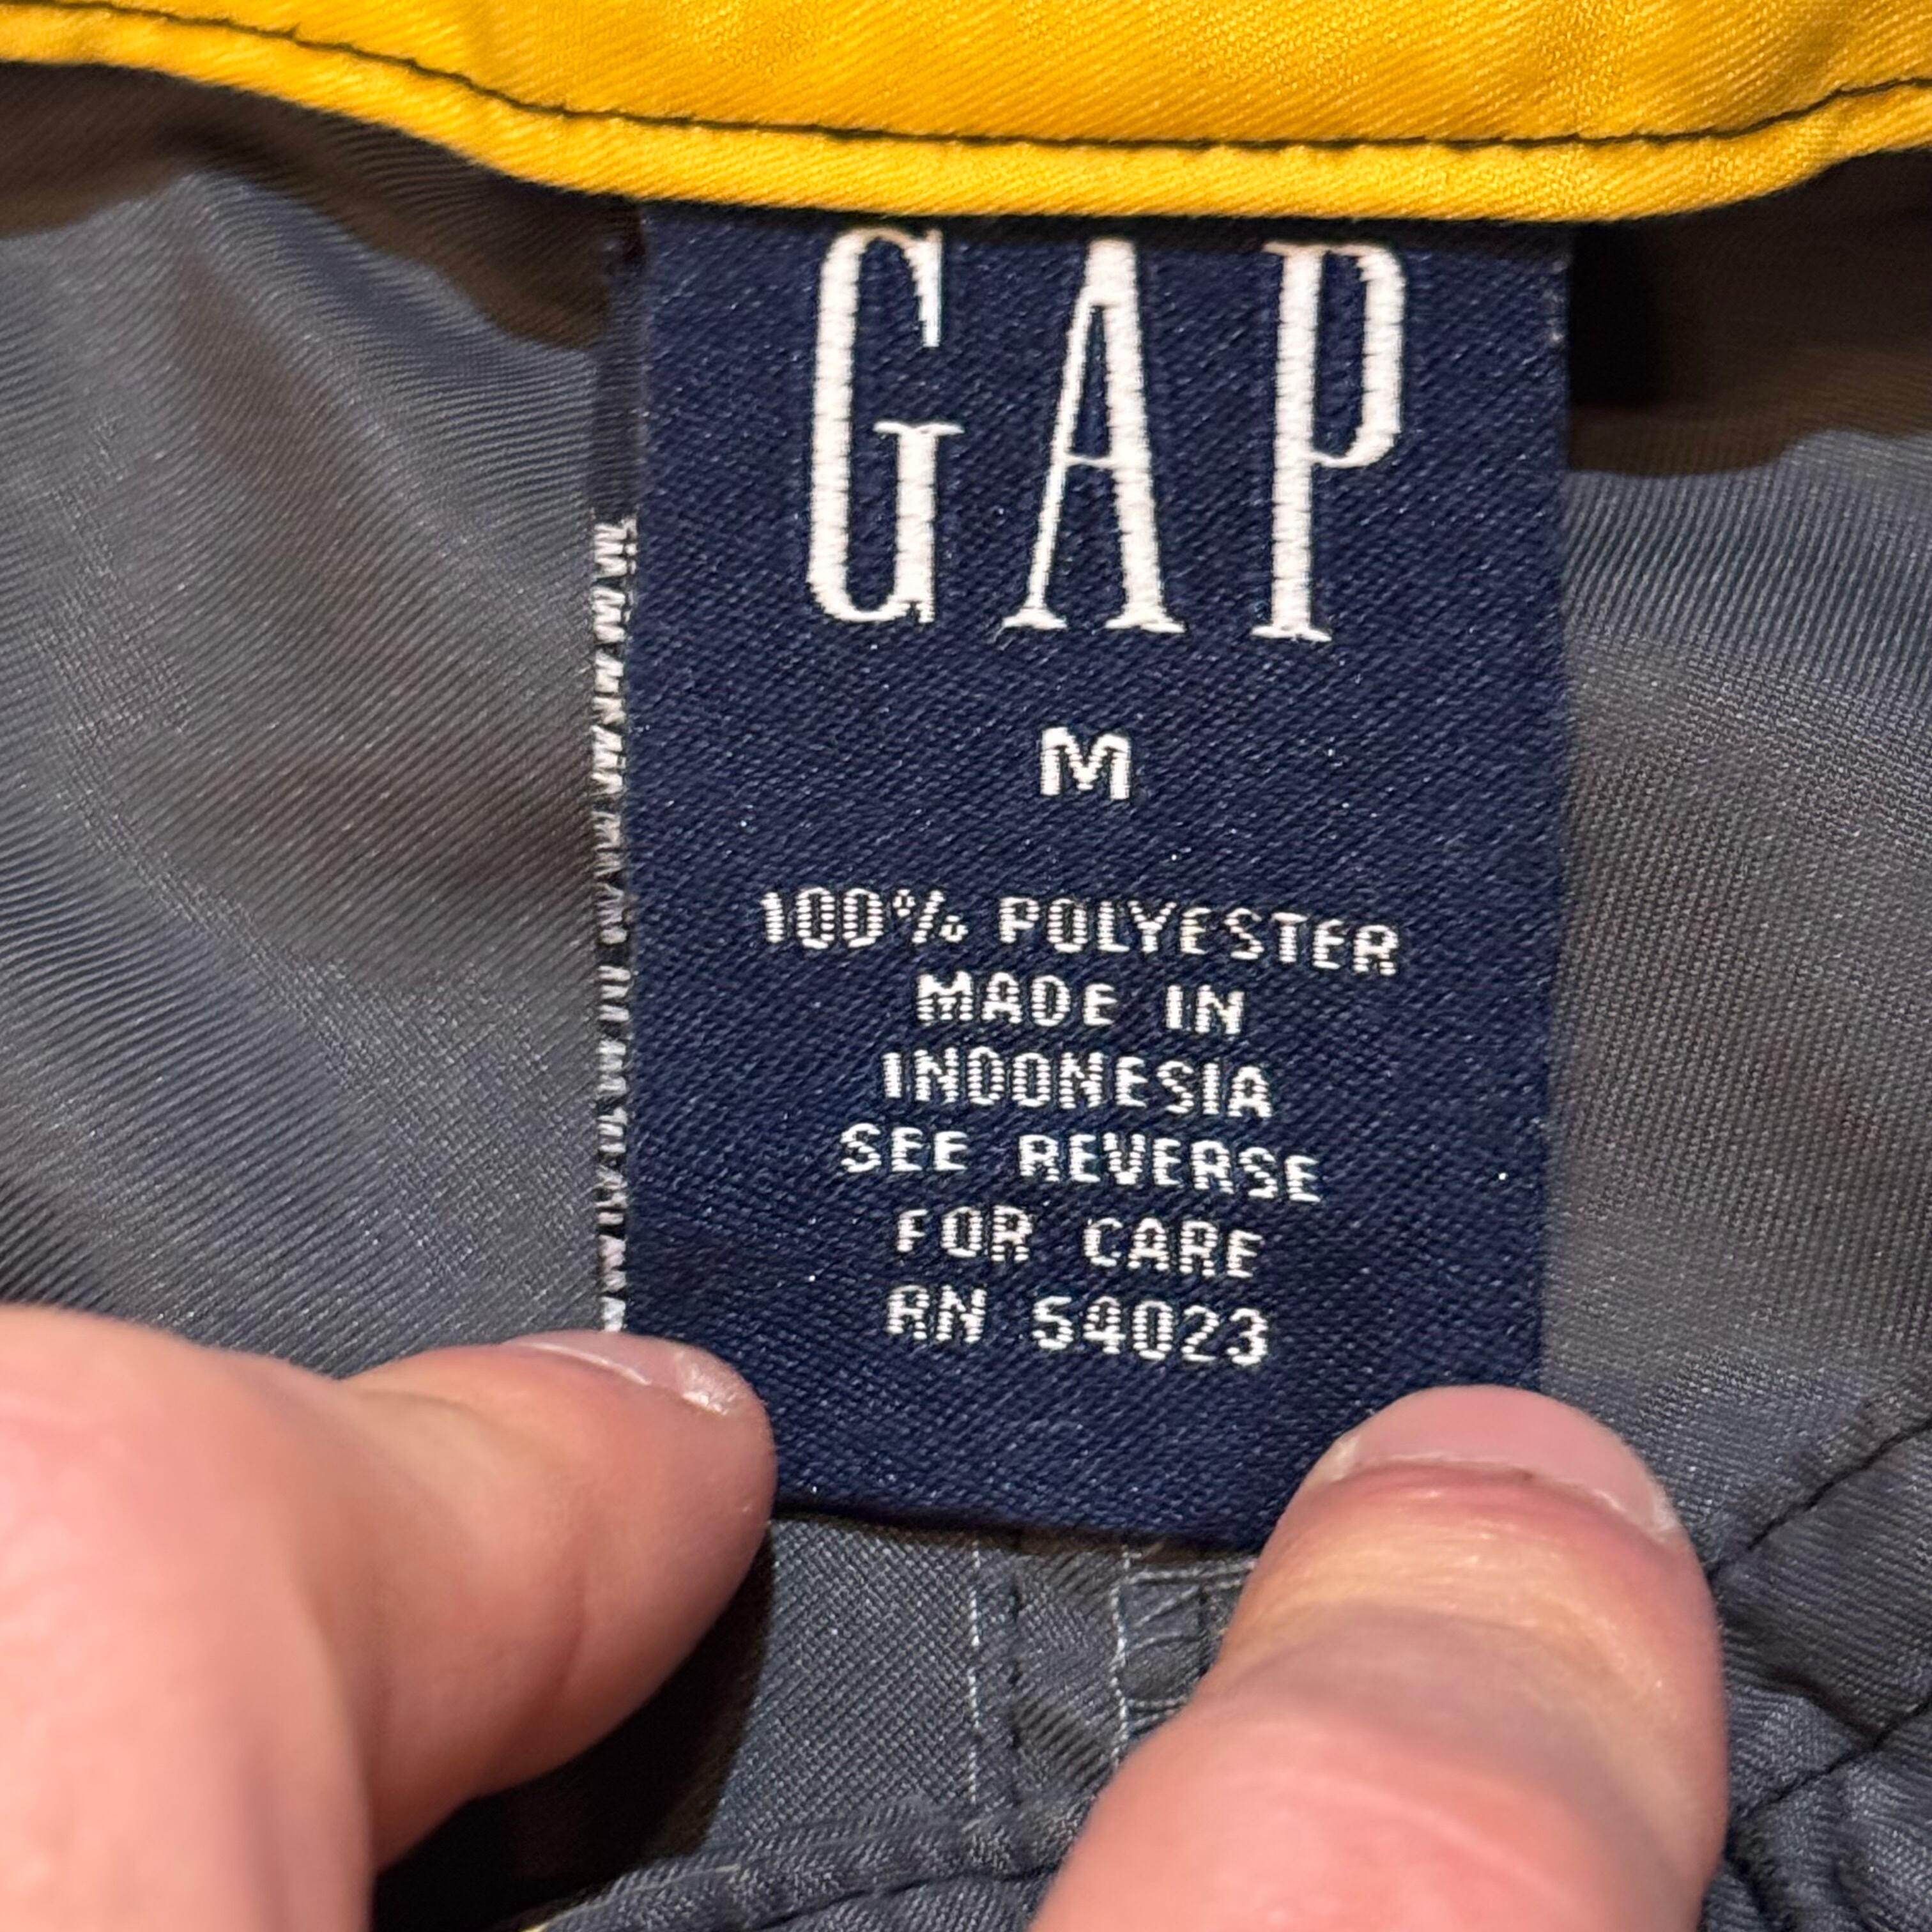 GAP
M
100% POLYESTER
MADE IN
INDONESIA
SEE REVERSE
FOR CARE
RN 54023